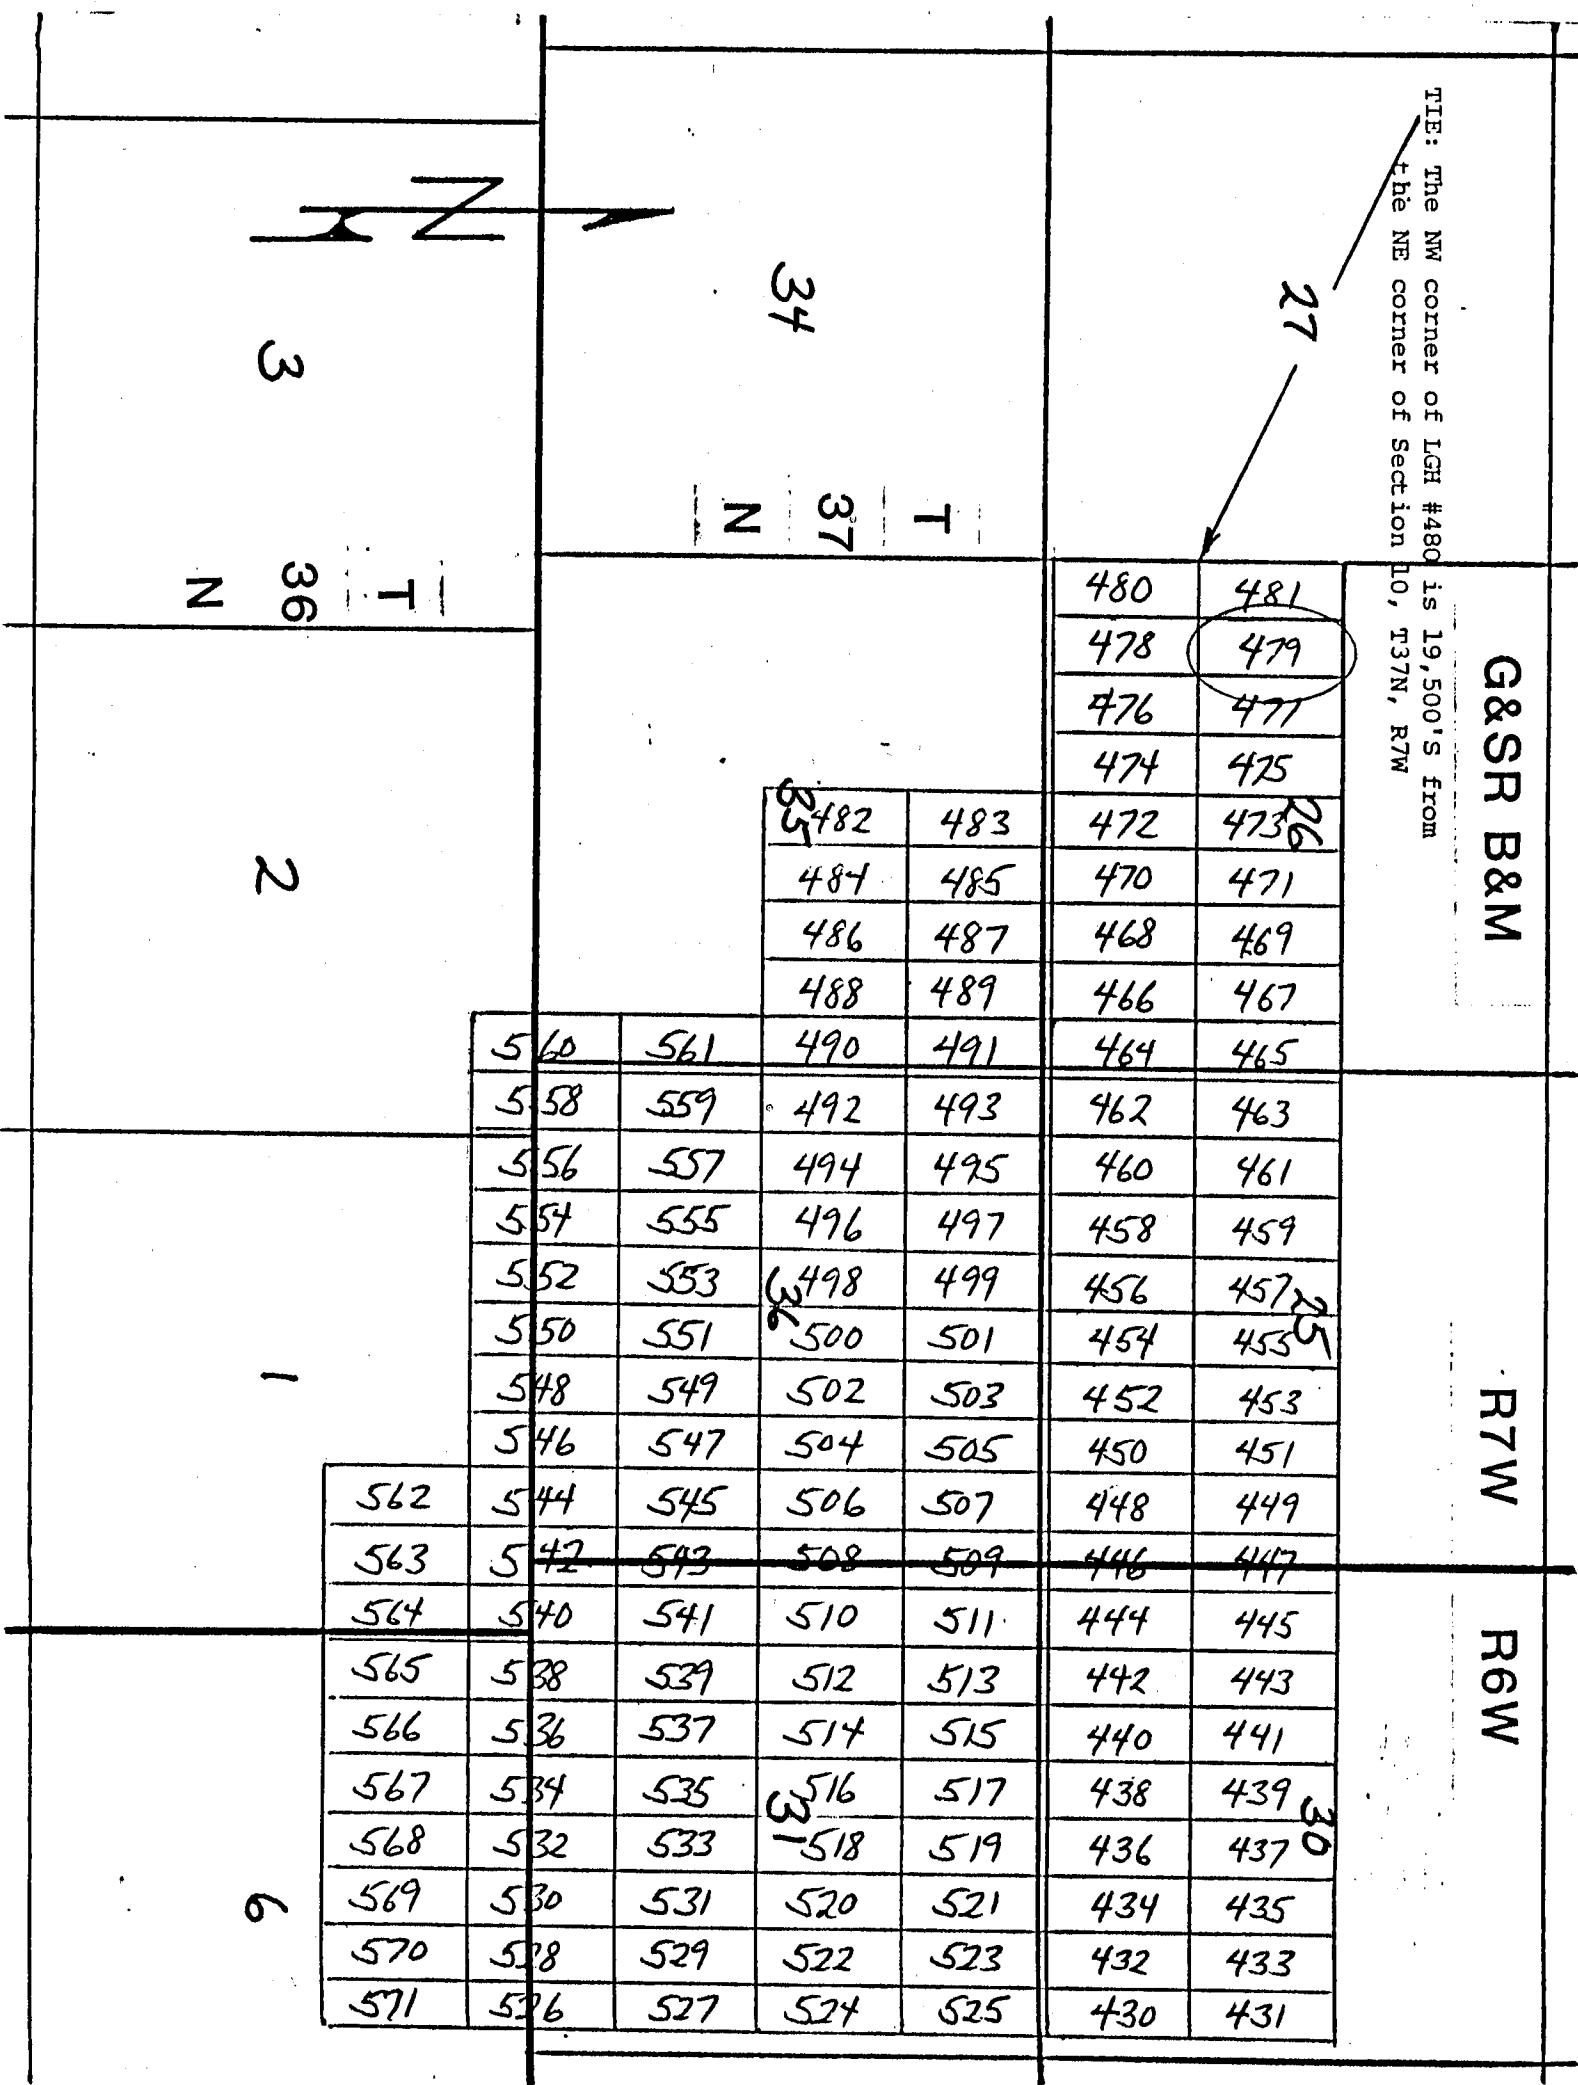 G&SR B&M
R7W
R6W
TIE: The NW corner of LGH #480 is 19,500'S from
the NE corner of Section 10, T37N, R7W
27
26
25
30
34
35
36
31
T
37
N
T
36
N
3
2
1
6
N
480 481
478 479
476 477
474 475
482 483 472 473
484 485 470 471
486 487 468 469
488 489 466 467
560 561 490 491 464 465
558 559 492 493 462 463
556 557 494 495 460 461
554 555 496 497 458 459
552 553 498 499 456 457
550 551 500 501 454 455
548 549 502 503 452 453
546 547 504 505 450 451
562 544 545 506 507 448 449
563 542 543 508 509 446 447
564 540 541 510 511 444 445
565 538 539 512 513 442 443
566 536 537 514 515 440 441
567 534 535 516 517 438 439
568 532 533 518 519 436 437
569 530 531 520 521 434 435
570 528 529 522 523 432 433
571 526 527 524 525 430 431